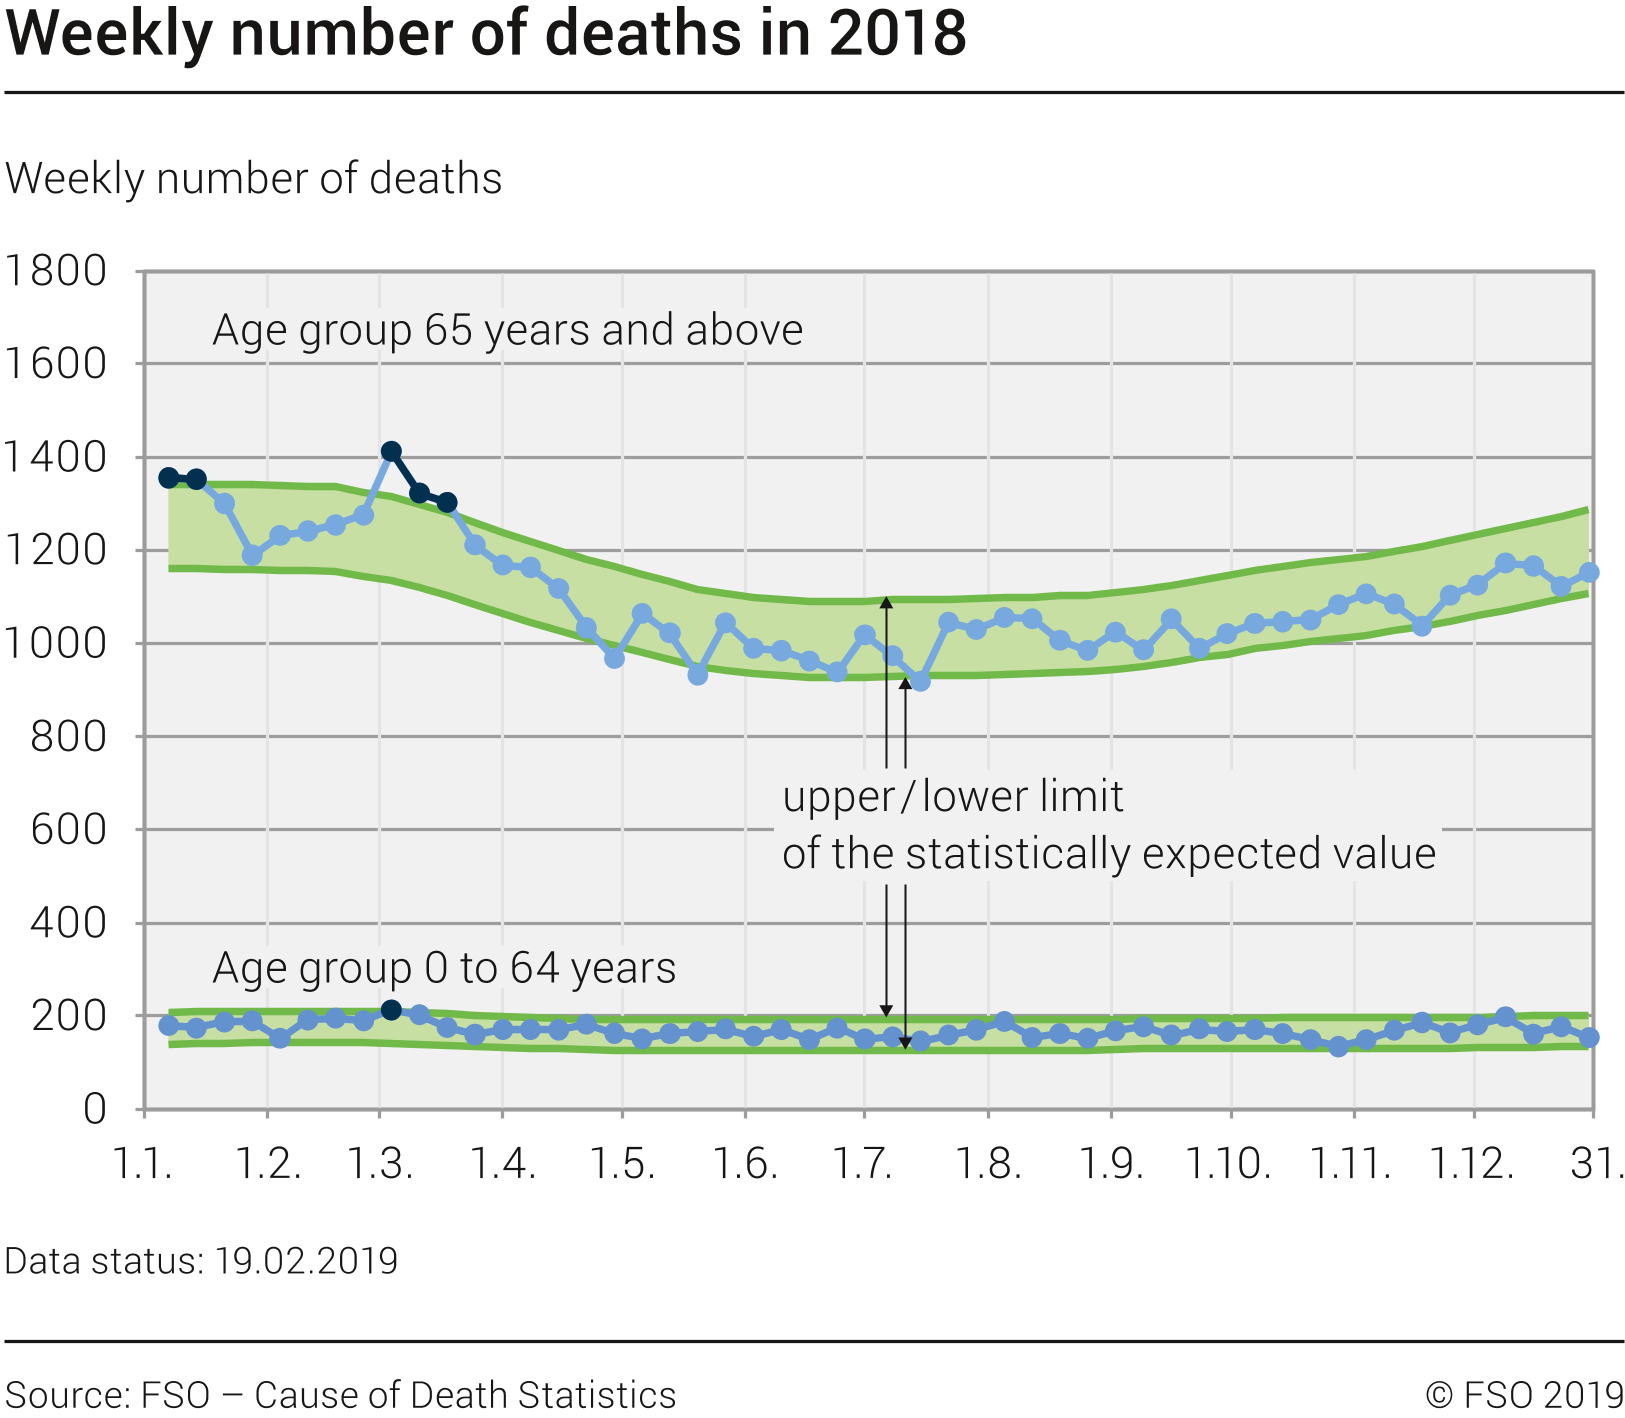 Weekly number of deaths in 2018
Weekly number of deaths
1800
Age group 65 years and above
1600
1400
1200
1000
800
upper / lower limit
600
of the statistically expected value
400
Age group 0 to 64 years
200
0
1.1. 1.2. 1.3. 1.4. 1.5. 1.6. 1.7. 1.8. 1.9. 1.10. 1.11. 1.12. 31.
Data status: 19.02.2019
Source: FSO – Cause of Death Statistics © FSO 2019